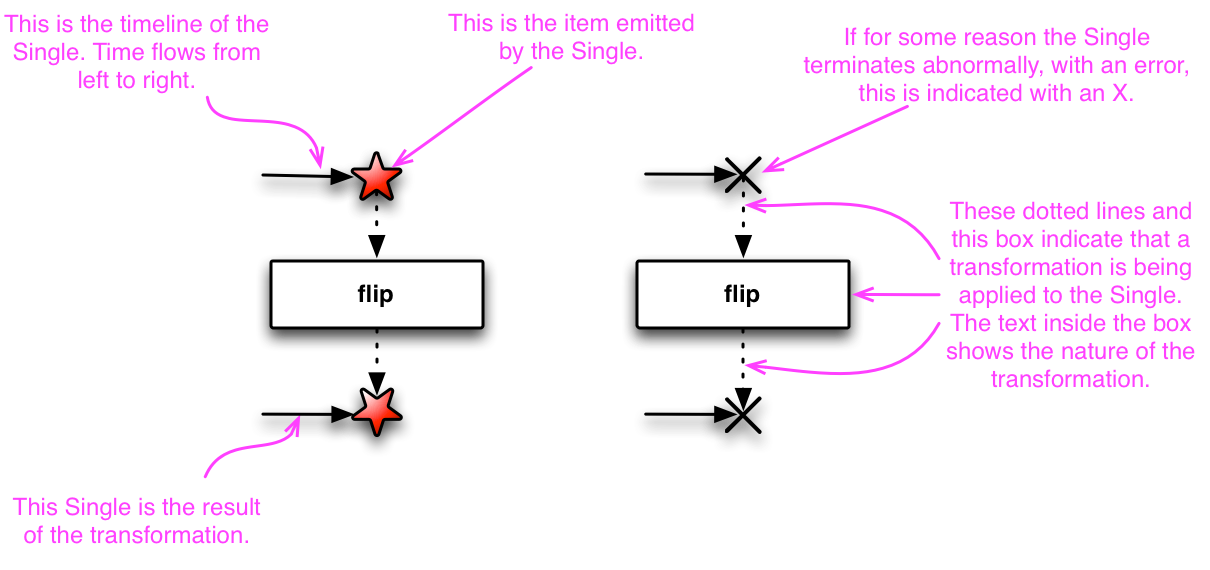 This is the timeline of the
Single. Time flows from
left to right.
This is the item emitted
by the Single.
If for some reason the Single
terminates abnormally, with an error,
this is indicated with an X.
These dotted lines and
this box indicate that a
transformation is being
applied to the Single.
The text inside the box
shows the nature of the
transformation.
flip
flip
This Single is the result
of the transformation.